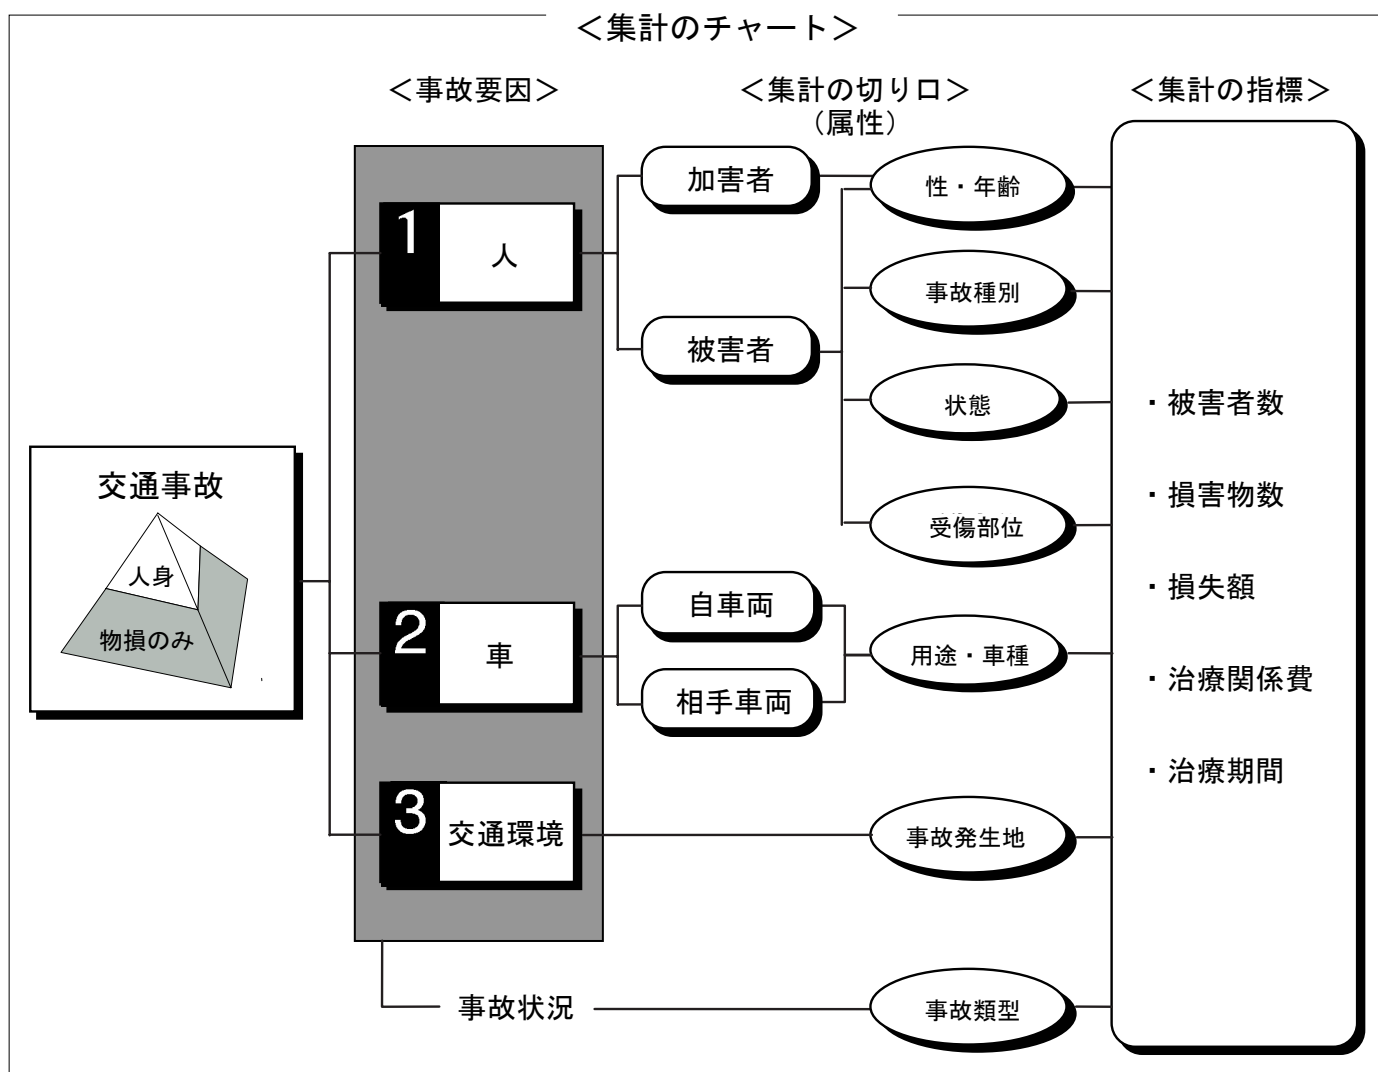 ＜集計のチャート＞
＜事故要因＞
＜集計の切り口＞
（属性）
＜集計の指標＞
交通事故
人身
物損のみ
1
人
加害者
被害者
性・年齢
事故種別
状態
受傷部位
2
車
自車両
相手車両
用途・車種
3
交通環境
事故発生地
事故状況
事故類型
・被害者数
・損害物数
・損失額
・治療関係費
・治療期間